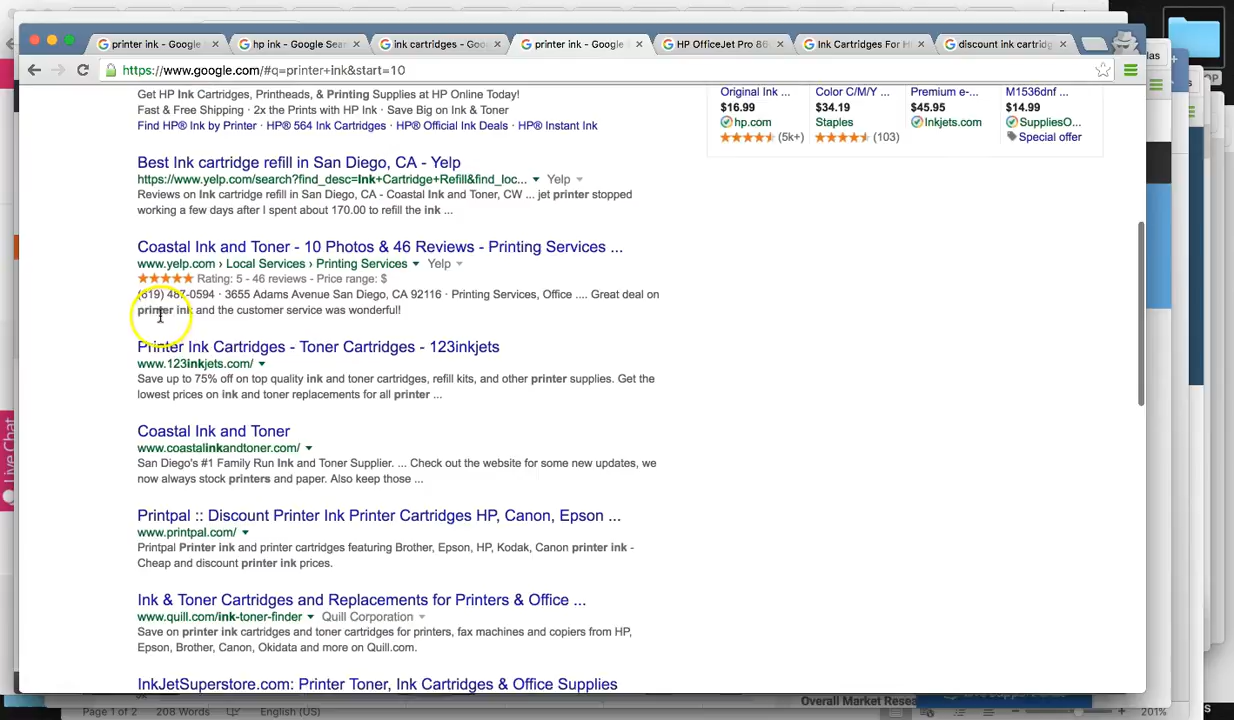 printer ink - Google
hp ink - Google Sear
ink cartridges - Goo
printer ink - Google
HP OfficeJet Pro 86
Ink Cartridges For H
discount ink cartridg
https://www.google.com/#q=printer+ink&start=10
Get HP Ink Cartridges, Printheads, & Printing Supplies at HP Online Today!
Fast & Free Shipping · 2x the Prints with HP Ink · Save Big on Ink & Toner
Find HP® Ink by Printer · HP® 564 Ink Cartridges · HP® Official Ink Deals · HP® Instant Ink
Original Ink ...
$16.99
hp.com
(5k+)
Color C/M/Y ...
$34.19
Staples
(103)
Premium e-...
$45.95
Inkjets.com
M1536dnf ...
$14.99
SuppliesO...
Special offer
Best Ink cartridge refill in San Diego, CA - Yelp
https://www.yelp.com/search?find_desc=Ink+Cartridge+Refill&find_loc... Yelp
Reviews on Ink cartridge refill in San Diego, CA - Coastal Ink and Toner, CW ... jet printer stopped
working a few days after I spent about 170.00 to refill the ink ...
Coastal Ink and Toner - 10 Photos & 46 Reviews - Printing Services ...
www.yelp.com › Local Services › Printing Services Yelp
Rating: 5 - 46 reviews - Price range: $
(619) 487-0594 · 3655 Adams Avenue San Diego, CA 92116 - Printing Services, Office .... Great deal on
printer ink and the customer service was wonderful!
Printer Ink Cartridges - Toner Cartridges - 123inkjets
www.123inkjets.com/
Save up to 75% off on top quality ink and toner cartridges, refill kits, and other printer supplies. Get the
lowest prices on ink and toner replacements for all printer ...
Coastal Ink and Toner
www.coastalinkandtoner.com/
San Diego's #1 Family Run Ink and Toner Supplier. ... Check out the website for some new updates, we
now always stock printers and paper. Also keep those ...
Printpal :: Discount Printer Ink Printer Cartridges HP, Canon, Epson ...
www.printpal.com/
Printpal Printer ink and printer cartridges featuring Brother, Epson, HP, Kodak, Canon printer ink -
Cheap and discount printer ink prices.
Ink & Toner Cartridges and Replacements for Printers & Office ...
www.quill.com/ink-toner-finder Quill Corporation
Save on printer ink cartridges and toner cartridges for printers, fax machines and copiers from HP,
Epson, Brother, Canon, Okidata and more on Quill.com.
InkJetSuperstore.com: Printer Toner, Ink Cartridges & Office Supplies
Live Chat
Overall Market Resea
Page 1 of 2 208 Words English (US) 201%